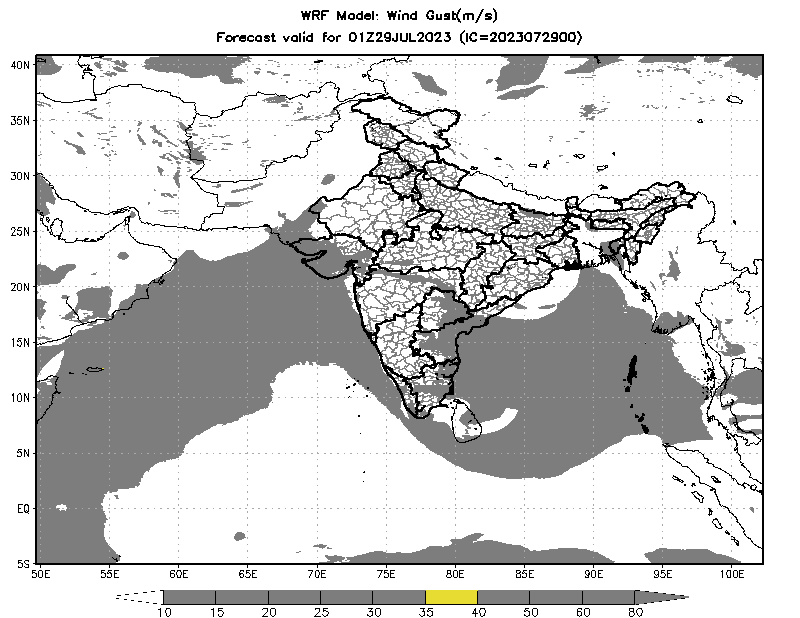 WRF Model: Wind Gust(m/s)
Forecast valid for 01Z29JUL2023 (IC=2023072900)
40N
35N
30N
25N
20N
15N
10N
5N
EQ
5S
50E 55E 60E 65E 70E 75E 80E 85E 90E 95E 100E
10 15 20 25 30 35 40 50 60 80